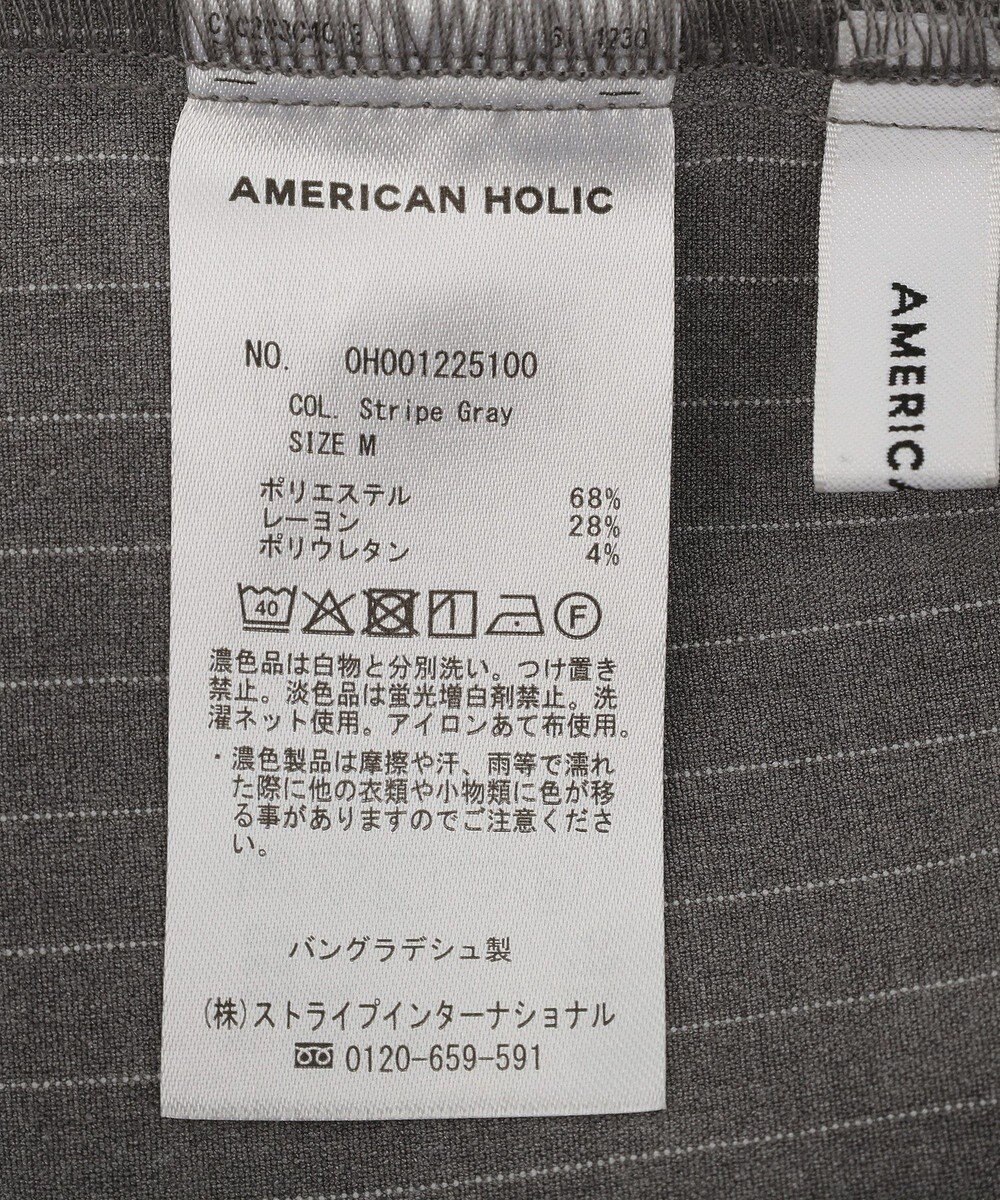 AMERICAN HOLIC
NO. OH001225100
COL. Stripe Gray
SIZE M
ポリエステル 68%
レーヨン 28%
ポリウレタン 4%
40 F
濃色品は白物と分別洗い。つけ置き
禁止。淡色品は蛍光増白剤禁止。洗
濯ネット使用。アイロンあて布使用。
・濃色製品は摩擦や汗、雨等で濡れ
た際に他の衣類や小物類に色が移
る事がありますのでご注意くださ
い。
バングラデシュ製
(株)ストライプインターナショナル
0120-659-591
AMERICA